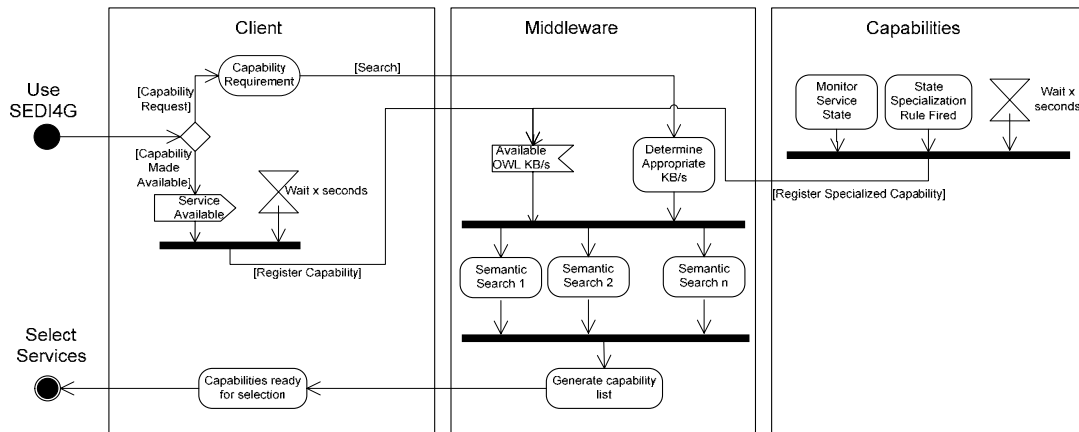 Client
Middleware
Capabilities
Use
SEDI4G
[Capability
Request]
Capability
Requirement
[Search]
[Capability
Made
Available]
Service
Available
Wait x seconds
[Register Capability]
Available
OWL KB/s
Determine
Appropriate
KB/s
Monitor
Service
State
State
Specialization
Rule Fired
Wait x
seconds
[Register Specialized Capability]
Semantic
Search 1
Semantic
Search 2
Semantic
Search n
Select
Services
Capabilities ready
for selection
Generate capability
list